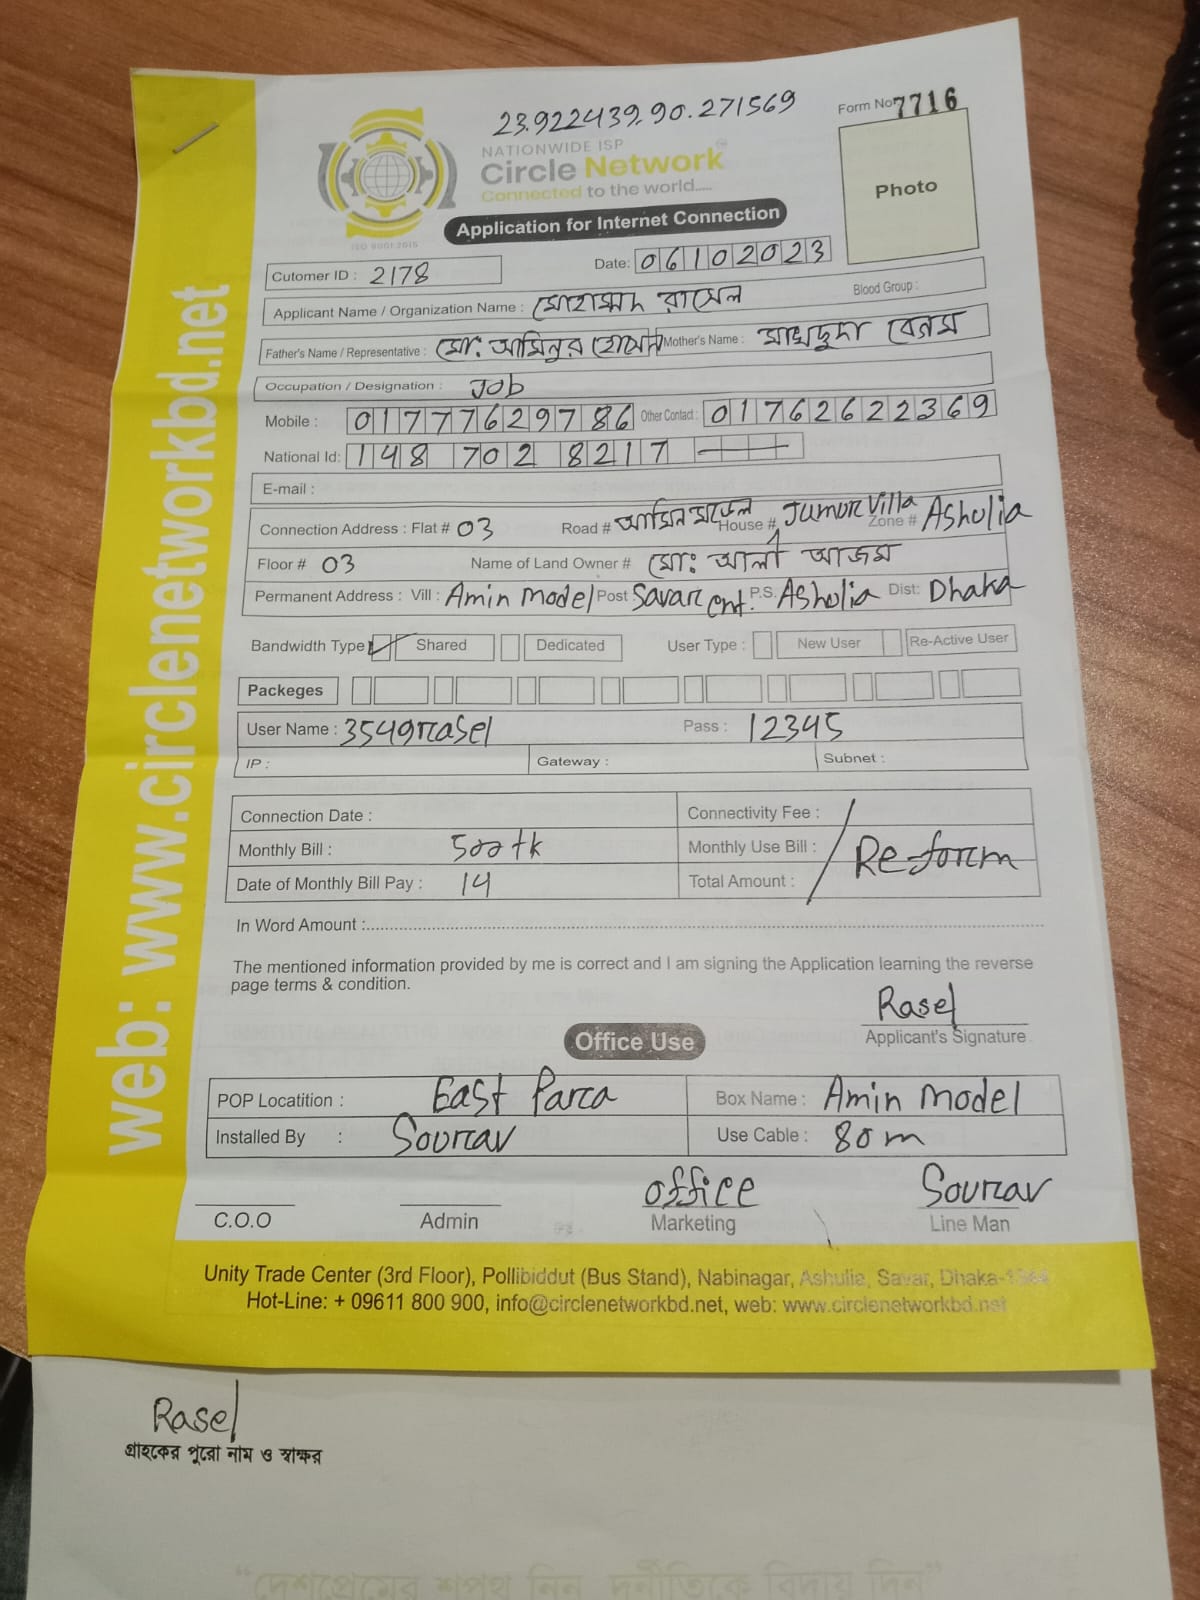 23.922439,90.271569
Form No 7716
NATIONWIDE ISP
Circle Network
Connected to the world.....
ISO 9001:2015
Photo
Application for Internet Connection
Cutomer ID : 2178
Date: 06102023
Applicant Name / Organization Name : মোহাম্মদ রাসেল
Blood Group :
Father's Name / Representative : মো: আমিনুর হোসেন Mother's Name : বেগম
Occupation / Designation : Job
Mobile : 01777629786 Other Contact : 01762622369
National Id: 148 702 8217
E-mail :
Connection Address : Flat # 03 Road # আমিন মডেল House # Jumur Villa Zone # Ashulia
Floor # 03 Name of Land Owner # মো: আলী আজম
Permanent Address : Vill : Amin Model Post Savar Cnt. P.S. Ashulia Dist: Dhaka
Bandwidth Type Shared Dedicated User Type : New User Re-Active User
Packeges
User Name : 3549rasel Pass : 12345
IP : Gateway : Subnet :
Connection Date : Connectivity Fee :
Monthly Bill : 500tk Monthly Use Bill : Re-form
Date of Monthly Bill Pay : 14 Total Amount :
In Word Amount :
The mentioned information provided by me is correct and I am signing the Application learning the reverse
page terms & condition.
Rasel
Applicant's Signature
Office Use
POP Locatition : East Para Box Name : Amin Model
Installed By : Sourav Use Cable : 80m
office Sourav
C.O.O Admin Marketing Line Man
Unity Trade Center (3rd Floor), Pollibiddut (Bus Stand), Nabinagar, Ashulia, Savar, Dhaka-1344
Hot-Line: + 09611 800 900, info@circlenetworkbd.net, web: www.circlenetworkbd.net
web: www.circlenetworkbd.net
Rasel
গ্রাহকের পুরো নাম ও স্বাক্ষর
“দেশপ্রেমের শপথ নিন, দুর্নীতিকে বিদায় দিন”